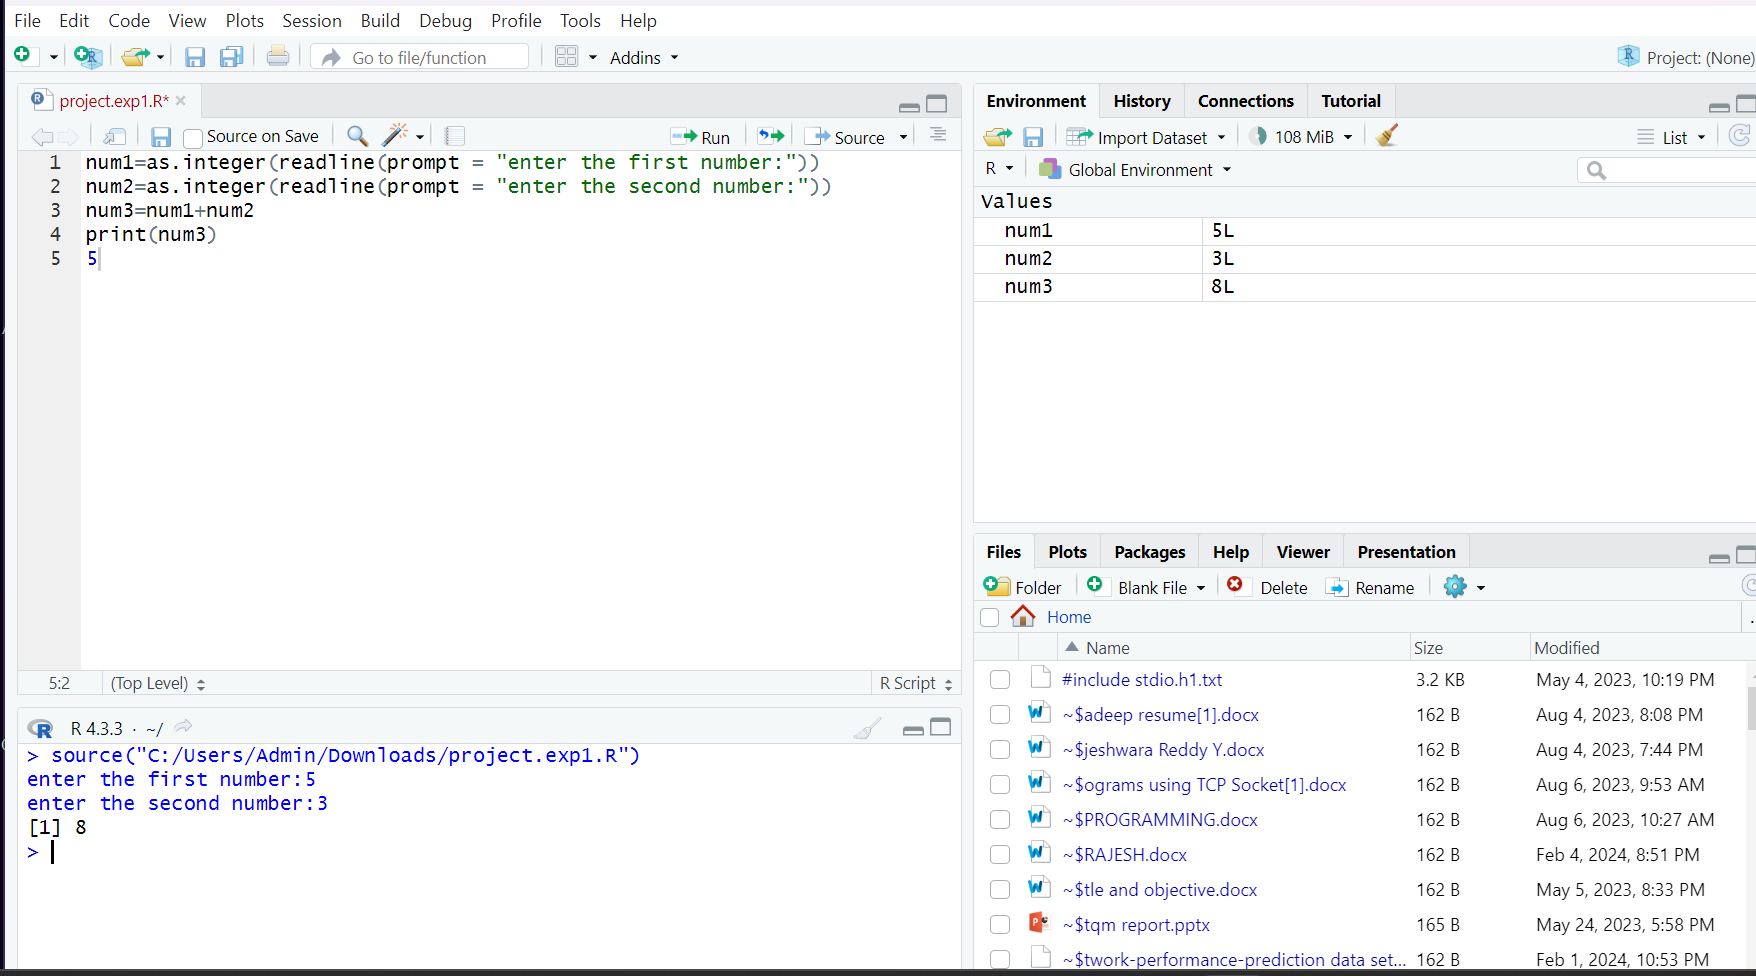 File Edit Code View Plots Session Build Debug Profile Tools Help
Go to file/function Addins Project: (None)
project.exp1.R*
Source on Save Run Source
1 num1=as.integer(readline(prompt = "enter the first number:"))
2 num2=as.integer(readline(prompt = "enter the second number:"))
3 num3=num1+num2
4 print(num3)
5 5
5:2 (Top Level) R Script
R 4.3.3 · ~/
> source("C:/Users/Admin/Downloads/project.exp1.R")
enter the first number:5
enter the second number:3
[1] 8
>
Environment History Connections Tutorial
Import Dataset 108 MiB List
R Global Environment
Values
num1 5L
num2 3L
num3 8L
Files Plots Packages Help Viewer Presentation
Folder Blank File Delete Rename
Home
Name Size Modified
#include stdio.h1.txt 3.2 KB May 4, 2023, 10:19 PM
~$adeep resume[1].docx 162 B Aug 4, 2023, 8:08 PM
~$jeshwara Reddy Y.docx 162 B Aug 4, 2023, 7:44 PM
~$ograms using TCP Socket[1].docx 162 B Aug 6, 2023, 9:53 AM
~$PROGRAMMING.docx 162 B Aug 6, 2023, 10:27 AM
~$RAJESH.docx 162 B Feb 4, 2024, 8:51 PM
~$tle and objective.docx 162 B May 5, 2023, 8:33 PM
~$tqm report.pptx 165 B May 24, 2023, 5:58 PM
~$twork-performance-prediction data set... 162 B Feb 1, 2024, 10:53 PM